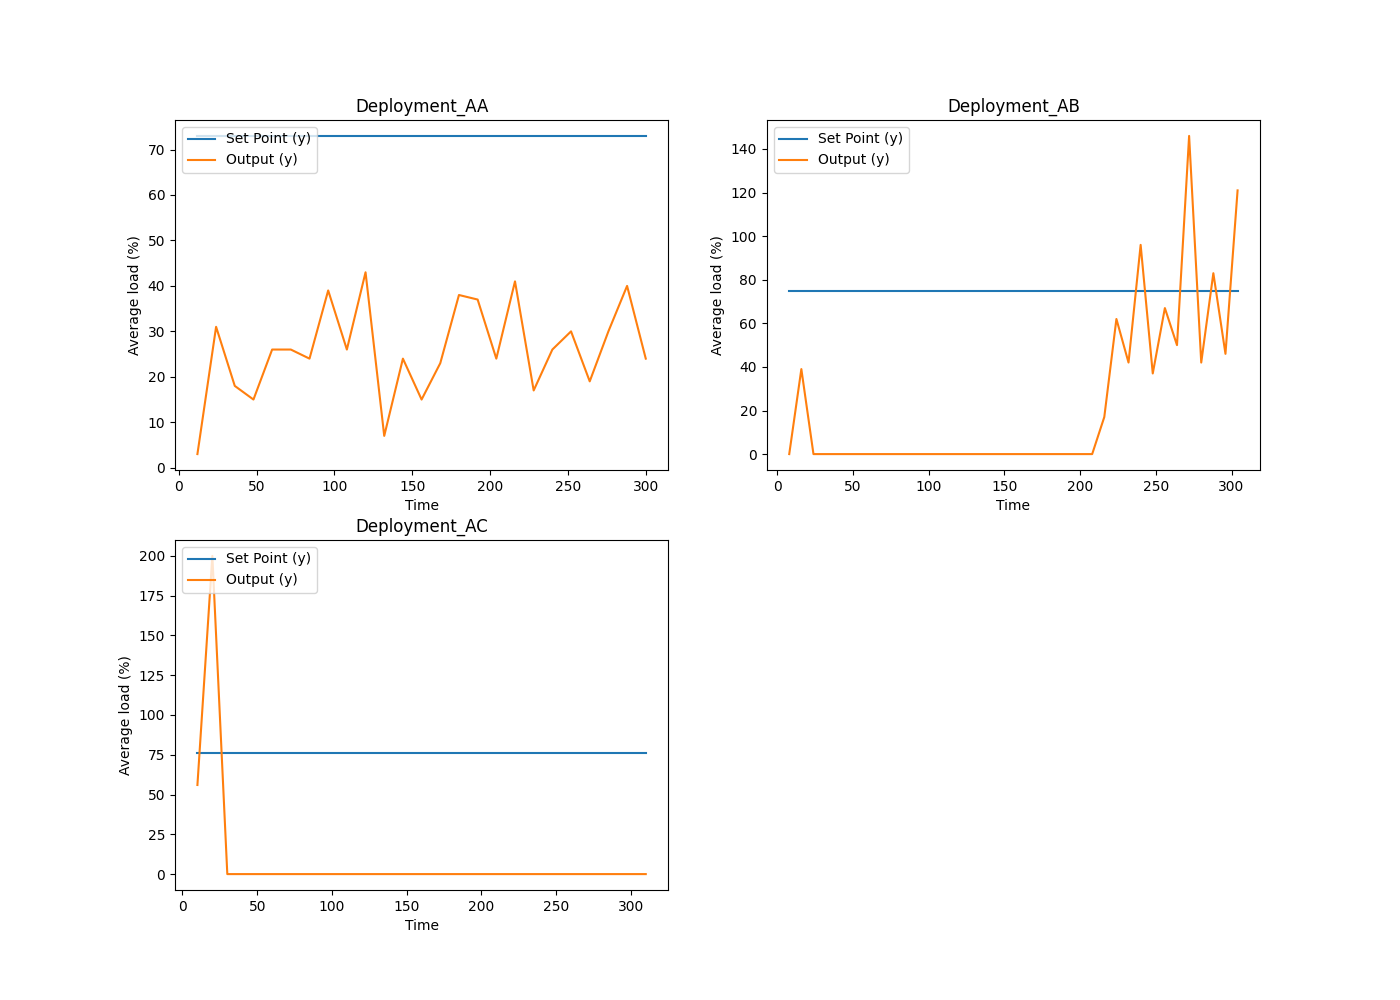 Deployment_AA
Set Point (y)
Output (y)
Average load (%)
70
60
50
40
30
20
10
0
0 50 100 150 200 250 300
Time
Deployment_AB
Set Point (y)
Output (y)
Average load (%)
140
120
100
80
60
40
20
0
0 50 100 150 200 250 300
Time
Deployment_AC
Set Point (y)
Output (y)
Average load (%)
200
175
150
125
100
75
50
25
0
0 50 100 150 200 250 300
Time